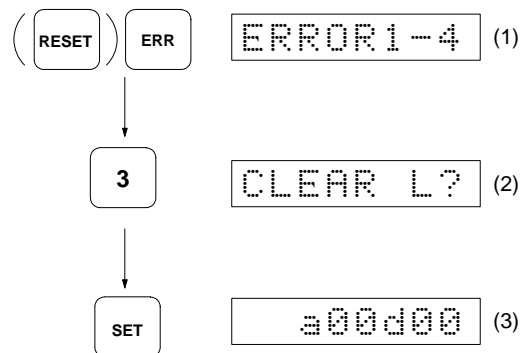 ( RESET ) ERR ERROR1-4 (1)
3 CLEAR L? (2)
SET a00d00 (3)